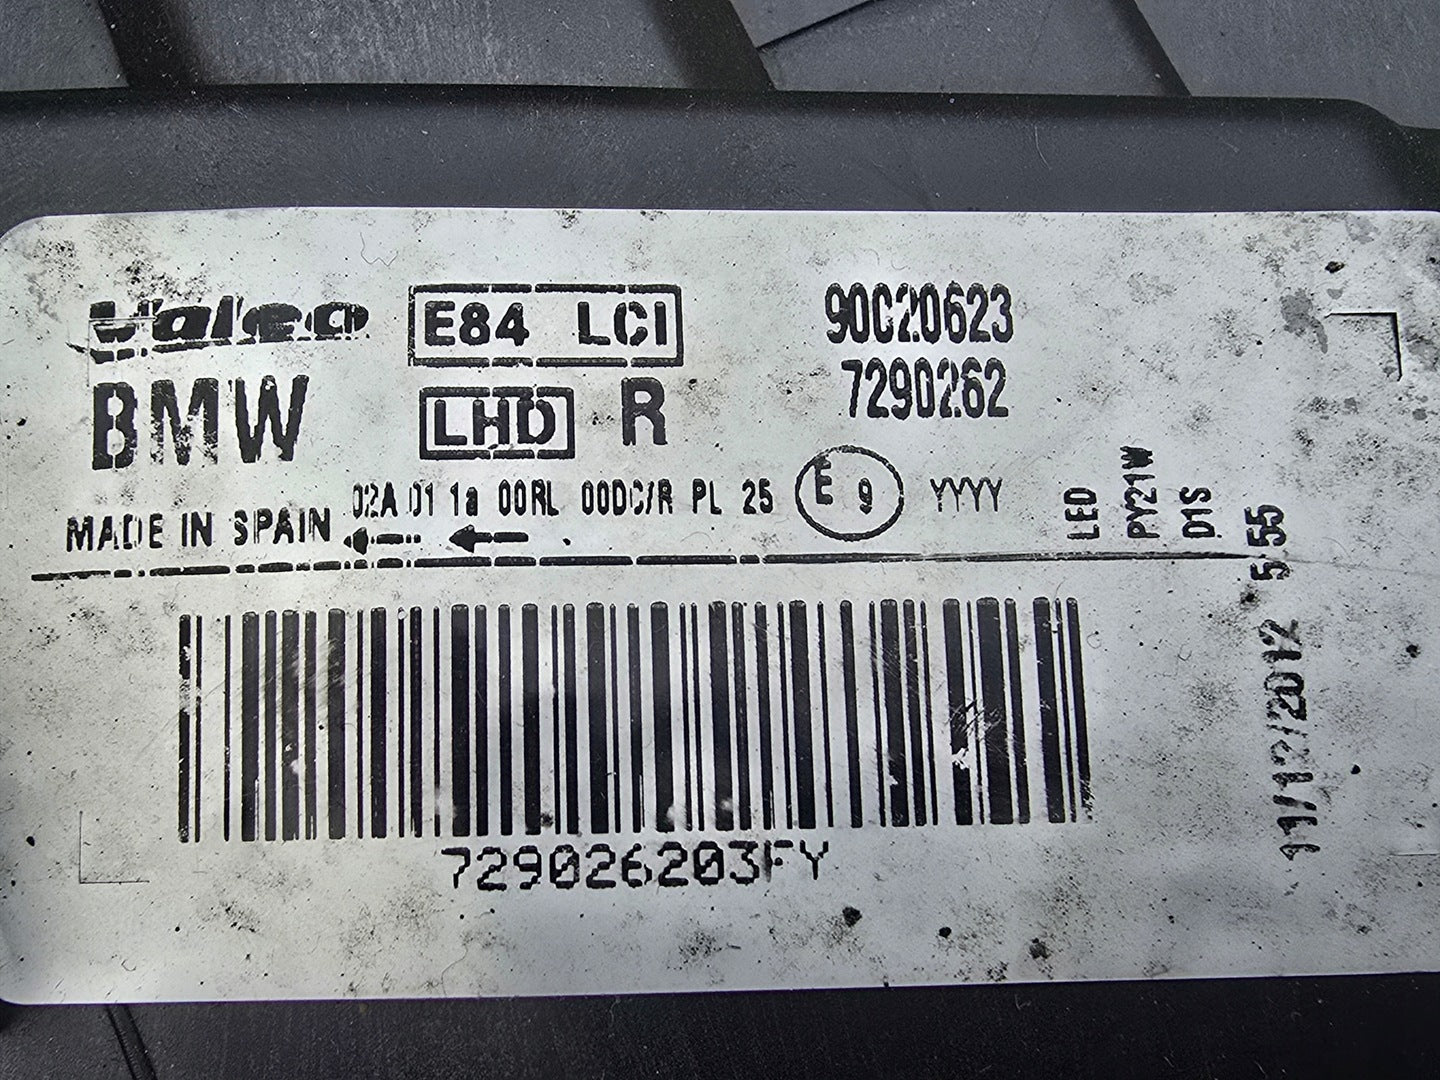 Valeo E84 LCI 90020623
BMW LHD R 7290262
02A 01 1a 00RL 00DC/R PL 25 E 9 YYYY
MADE IN SPAIN
LED
PY21W
D1S
11/12/2012 5 55
729026203FY